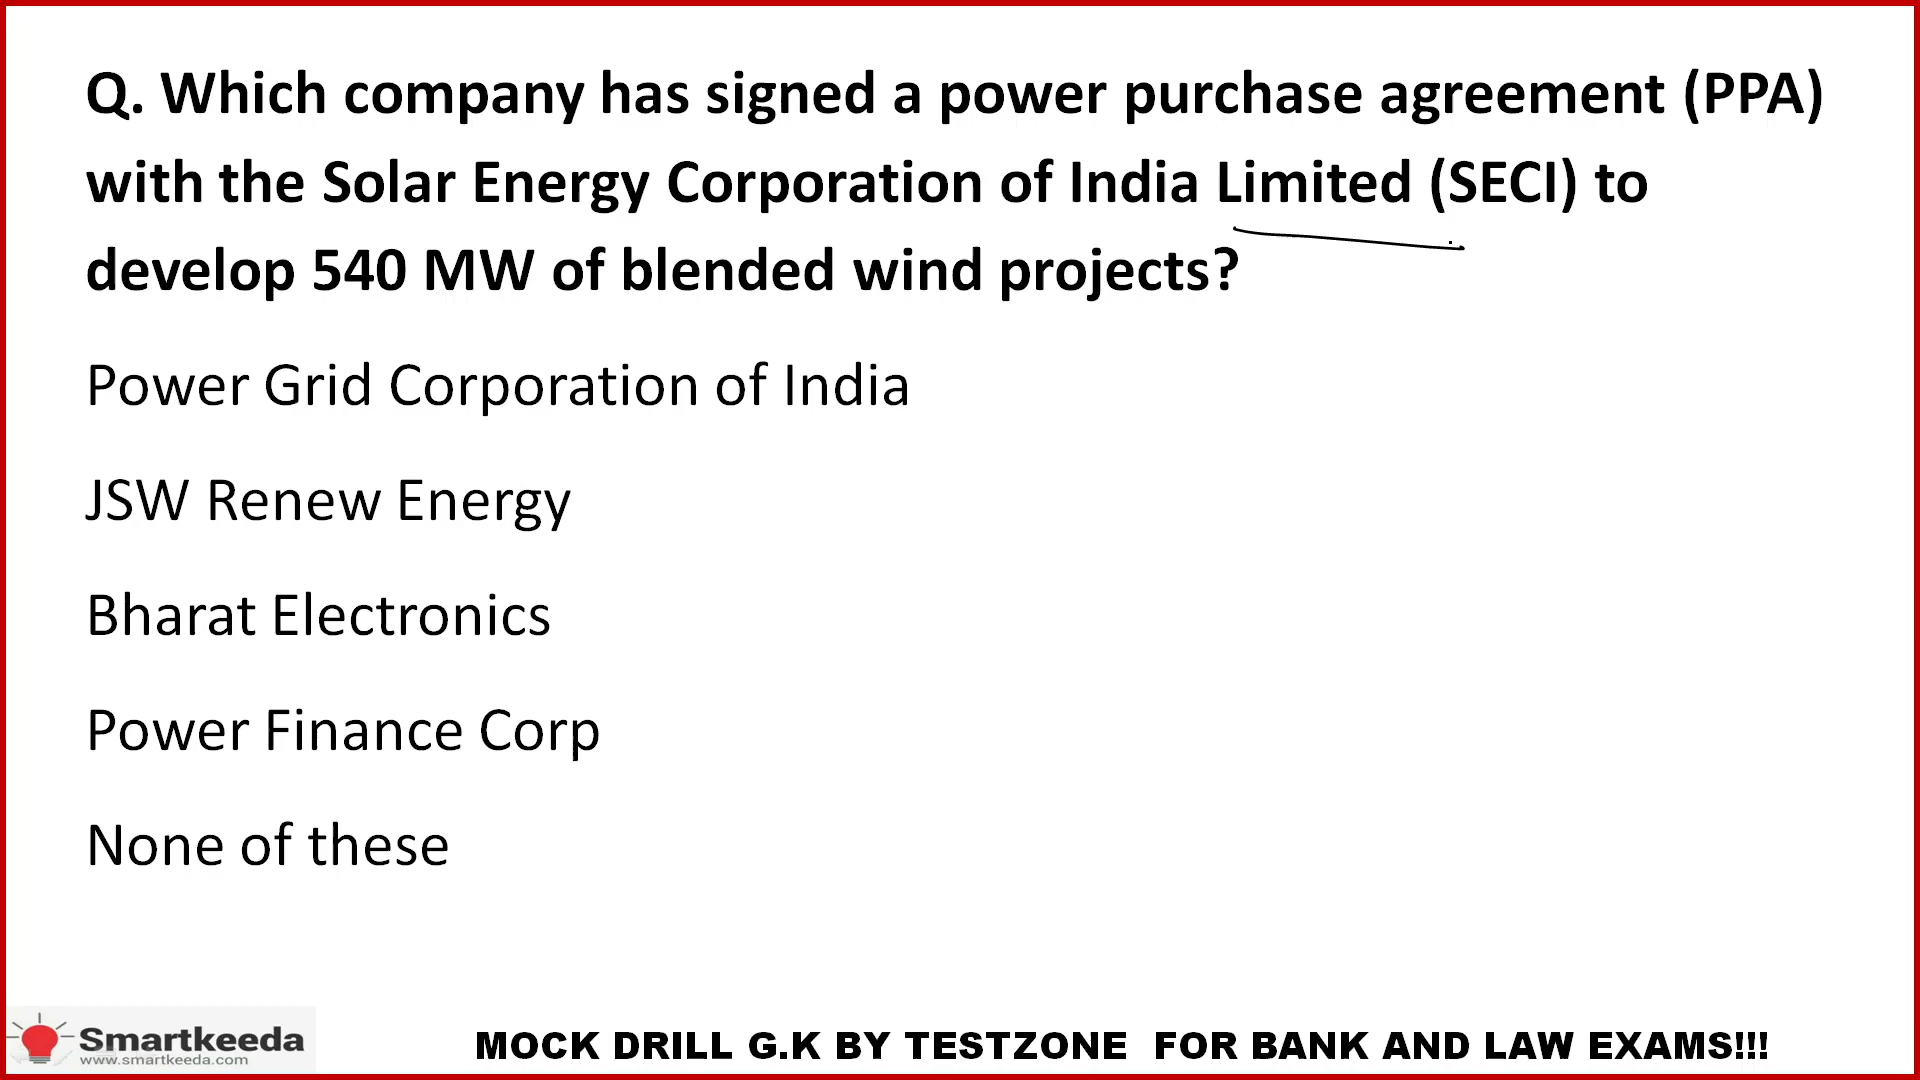 Q. Which company has signed a power purchase agreement (PPA)
with the Solar Energy Corporation of India Limited (SECI) to
develop 540 MW of blended wind projects?
Power Grid Corporation of India
JSW Renew Energy
Bharat Electronics
Power Finance Corp
None of these
Smartkeeda
www.smartkeeda.com
MOCK DRILL G.K BY TESTZONE FOR BANK AND LAW EXAMS!!!